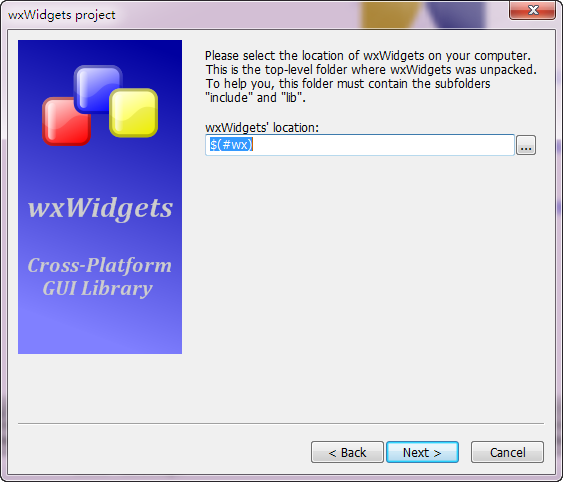 wxWidgets project
Please select the location of wxWidgets on your computer.
This is the top-level folder where wxWidgets was unpacked.
To help you, this folder must contain the subfolders
"include" and "lib".
wxWidgets' location:
$(#wx)
...
wxWidgets
Cross-Platform
GUI Library
< Back
Next >
Cancel